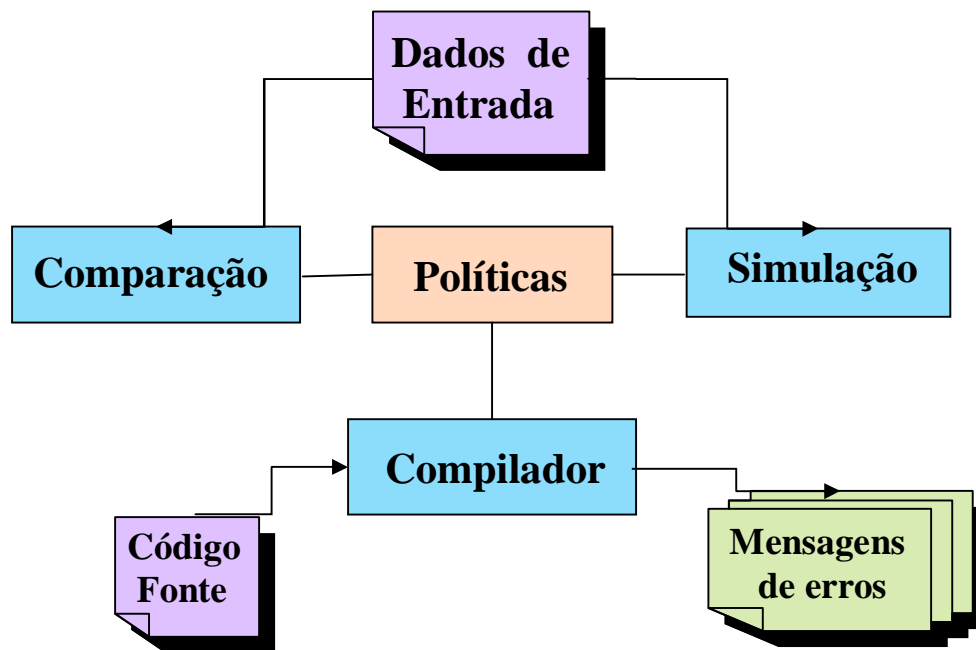 Dados de
Entrada
Comparação
Políticas
Simulação
Compilador
Código
Fonte
Mensagens
de erros